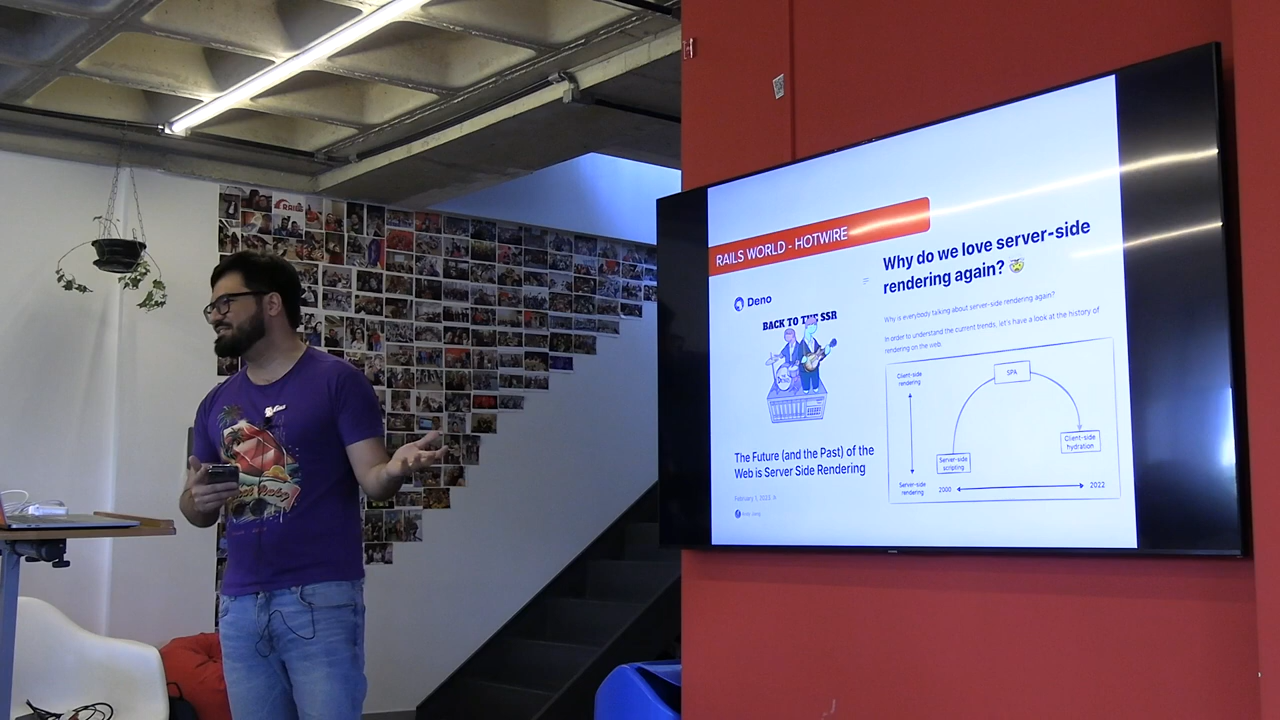 RAILS WORLD - HOTWIRE
Deno
BACK TO THE SSR
The Future (and the Past) of the
Web is Server Side Rendering
February 1, 2023
Why do we love server-side
rendering again? 🤯
Why is everybody talking about server-side rendering again?
In order to understand the current trends, let's have a look at the history of
rendering on the web:
Client-side
rendering
SPA
Client-side
hydration
Server-side
scripting
Server-side
rendering
2000
2022